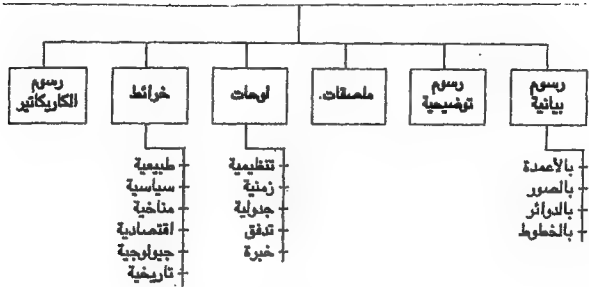 رسوم
بيانية
رسوم
توضيحية
ملصقات.
لوحات
خرائط
رسوم
الكاريكاتير
بالأعمدة
بالصور
بالدوائر
بالخطوط
تنظيمية
زمنية
جدولية
تدفق
خبرة
طبيعية
سياسية
مناخية
اقتصادية
جيولوجية
تاريخية